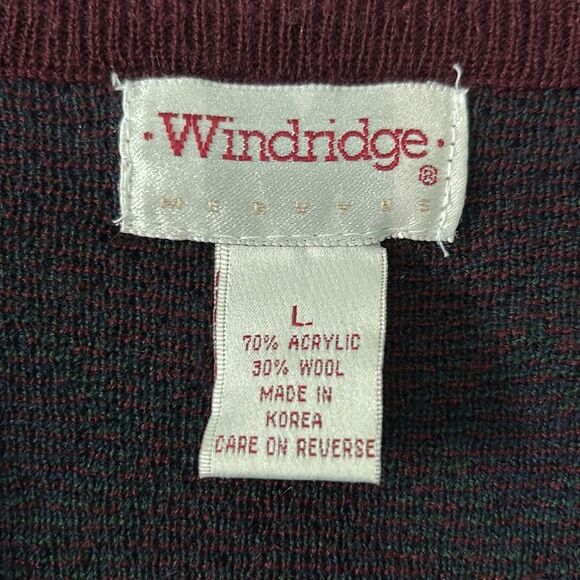 · Windridge ·
®
L
70% ACRYLIC
30% WOOL
MADE IN
KOREA
CARE ON REVERSE